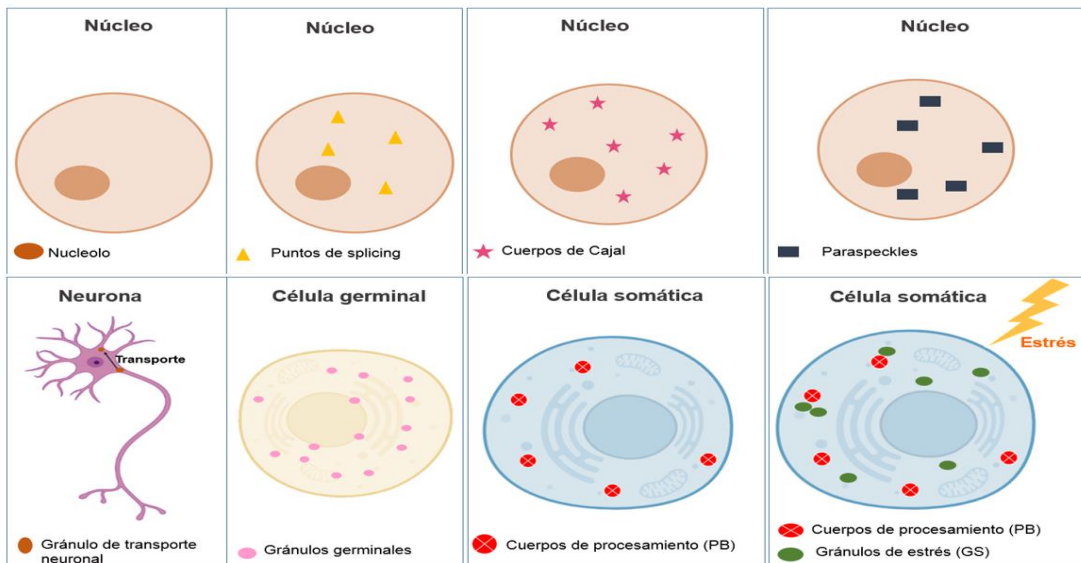 Núcleo
Núcleo
Núcleo
Núcleo
Nucleolo
Puntos de splicing
Cuerpos de Cajal
Paraspeckles
Neurona
Célula germinal
Célula somática
Célula somática
Estrés
Transporte
Gránulo de transporte
neuronal
Gránulos germinales
Cuerpos de procesamiento (PB)
Cuerpos de procesamiento (PB)
Gránulos de estrés (GS)